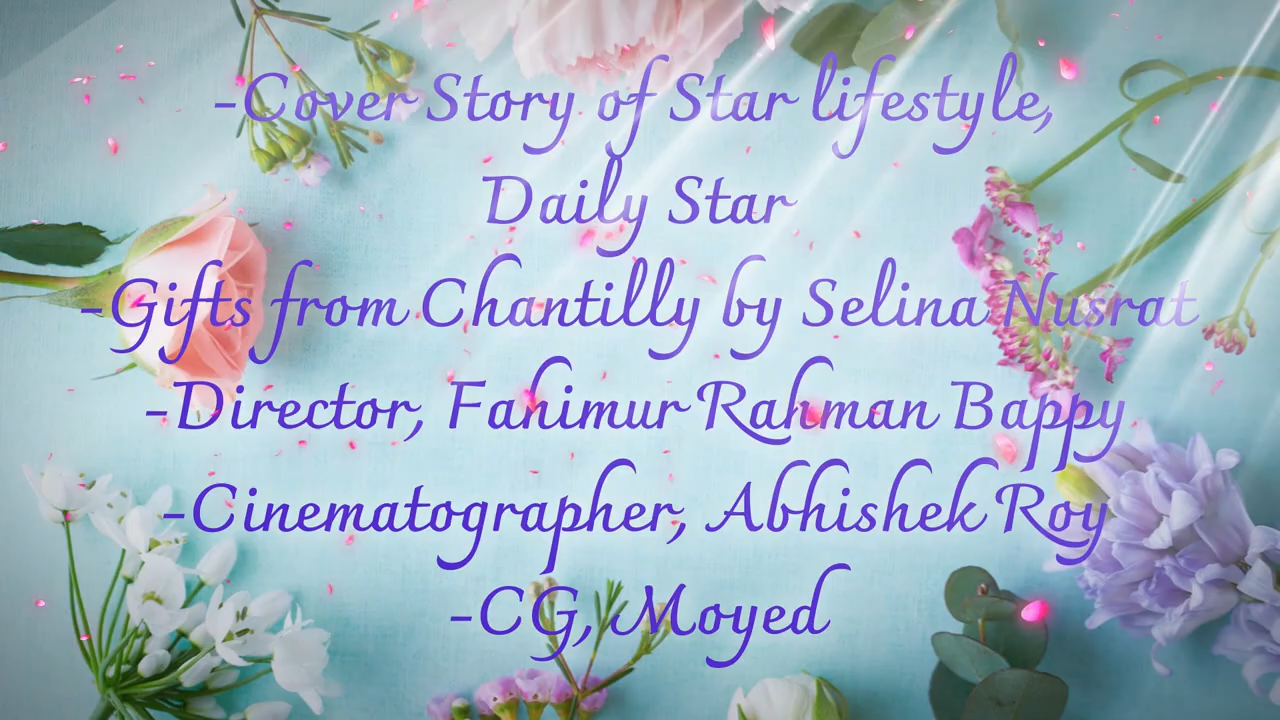 -Cover Story of Star lifestyle,
Daily Star
-Gifts from Chantilly by Selina Nusrat
-Director, Fahimur Rahman Bappy
-Cinematographer, Abhishek Roy
-CG, Moyed